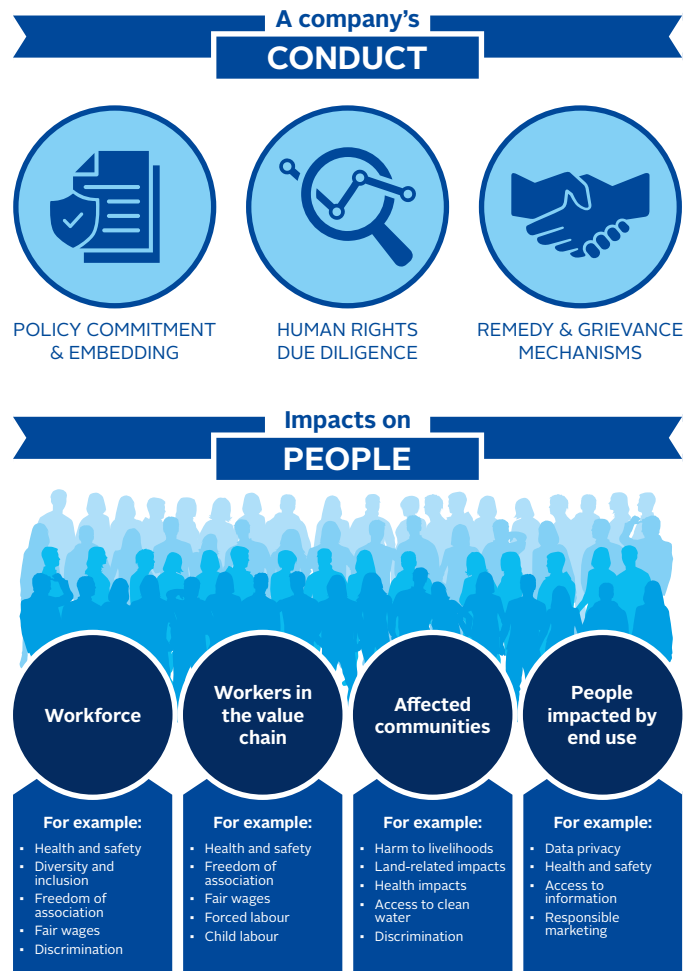 A company's
CONDUCT
POLICY COMMITMENT
& EMBEDDING
HUMAN RIGHTS
DUE DILIGENCE
REMEDY & GRIEVANCE
MECHANISMS
Impacts on
PEOPLE
Workforce
For example:
▪ Health and safety
▪ Diversity and
inclusion
▪ Freedom of
association
▪ Fair wages
▪ Discrimination
Workers in
the value
chain
For example:
▪ Health and safety
▪ Freedom of
association
▪ Fair wages
▪ Forced labour
▪ Child labour
Affected
communities
For example:
▪ Harm to livelihoods
▪ Land-related impacts
▪ Health impacts
▪ Access to clean
water
▪ Discrimination
People
impacted by
end use
For example:
▪ Data privacy
▪ Health and safety
▪ Access to
information
▪ Responsible
marketing